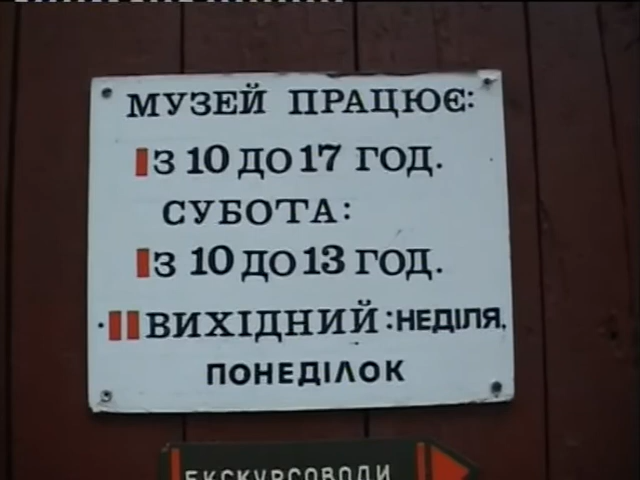 МУЗЕЙ ПРАЦЮЄ:
З 10 ДО 17 ГОД.
СУБОТА:
З 10 ДО 13 ГОД.
ВИХІДНИЙ: НЕДІЛЯ,
ПОНЕДІЛОК
ЕКСКУРСОВОДИ